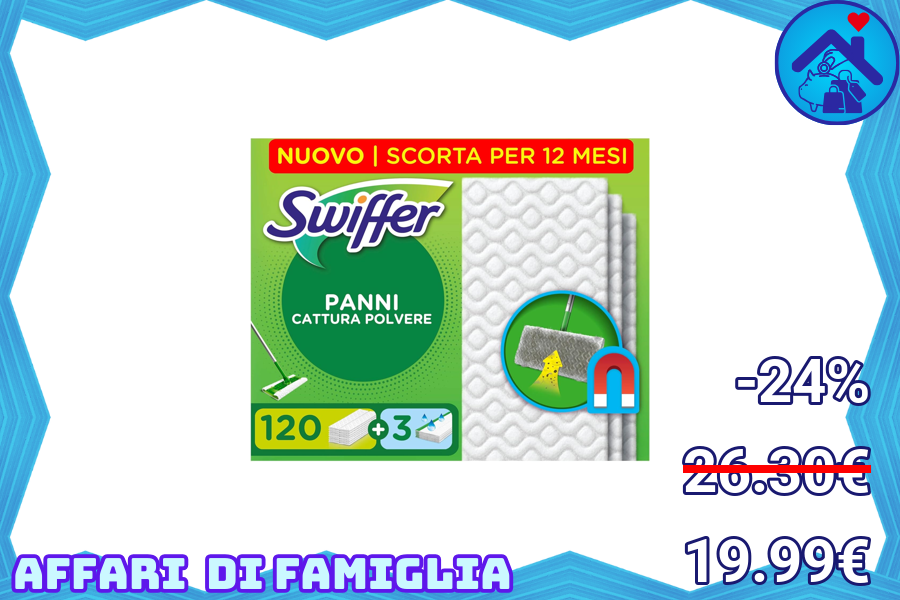 NUOVO | SCORTA PER 12 MESI
Swiffer
PANNI
CATTURA POLVERE
120 + 3
-24%
26.30€
19.99€
AFFARI DI FAMIGLIA